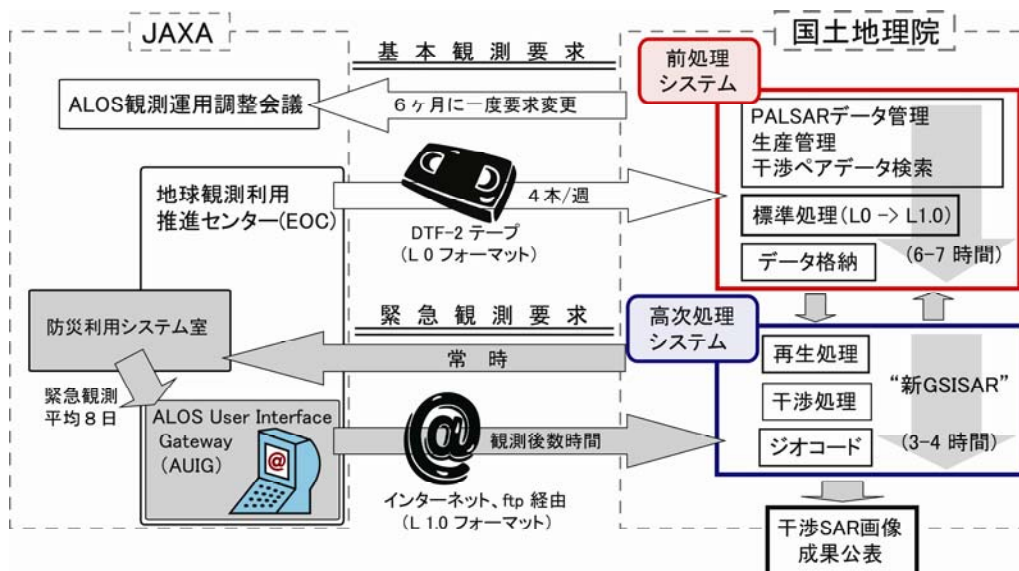 JAXA
国土地理院
基本観測要求
前処理
システム
ALOS観測運用調整会議
6ヶ月に一度要求変更
PALSARデータ管理
生産管理
干渉ペアデータ検索
地球観測利用
推進センター(EOC)
4本/週
DTF-2 テープ
(L 0 フォーマット)
標準処理(L0 -> L1.0)
データ格納
(6-7 時間)
緊急観測要求
高次処理
システム
防災利用システム室
常 時
再生処理
干渉処理
ジオコード
“新GSISAR”
(3-4 時間)
緊急観測
平均8日
ALOS User Interface
Gateway
(AUIG)
@
@
観測後数時間
インターネット、ftp 経由
(L 1.0 フォーマット)
干渉SAR画像
成果公表